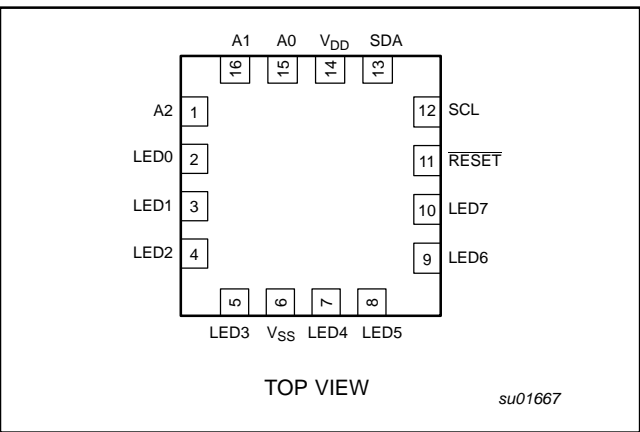 A1 A0 VDD SDA
16 15 14 13
A2 1 12 SCL
LED0 2 11 RESET
LED1 3 10 LED7
LED2 4 9 LED6
5 6 7 8
LED3 VSS LED4 LED5
TOP VIEW
su01667